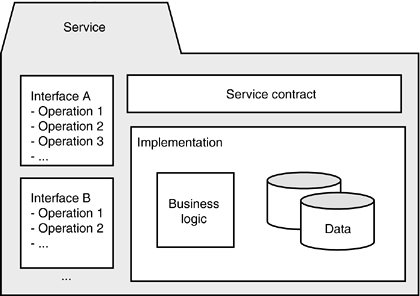 Service
Interface A
- Operation 1
- Operation 2
- Operation 3
- ...
Interface B
- Operation 1
- Operation 2
- ...
...
Service contract
Implementation
Business
logic
Data